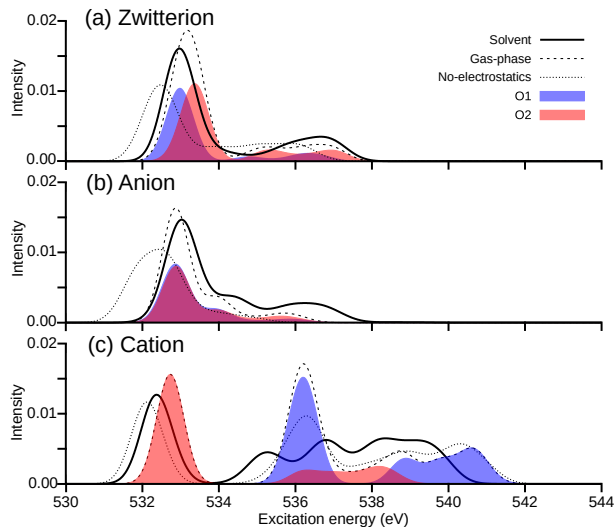 (a) Zwitterion
0.02
Solvent
Gas-phase
No-electrostatics
O1
O2
Intensity
0.01
0.00
(b) Anion
0.02
Intensity
0.01
0.00
(c) Cation
0.02
Intensity
0.01
0.00
530 532 534 536 538 540 542 544
Excitation energy (eV)